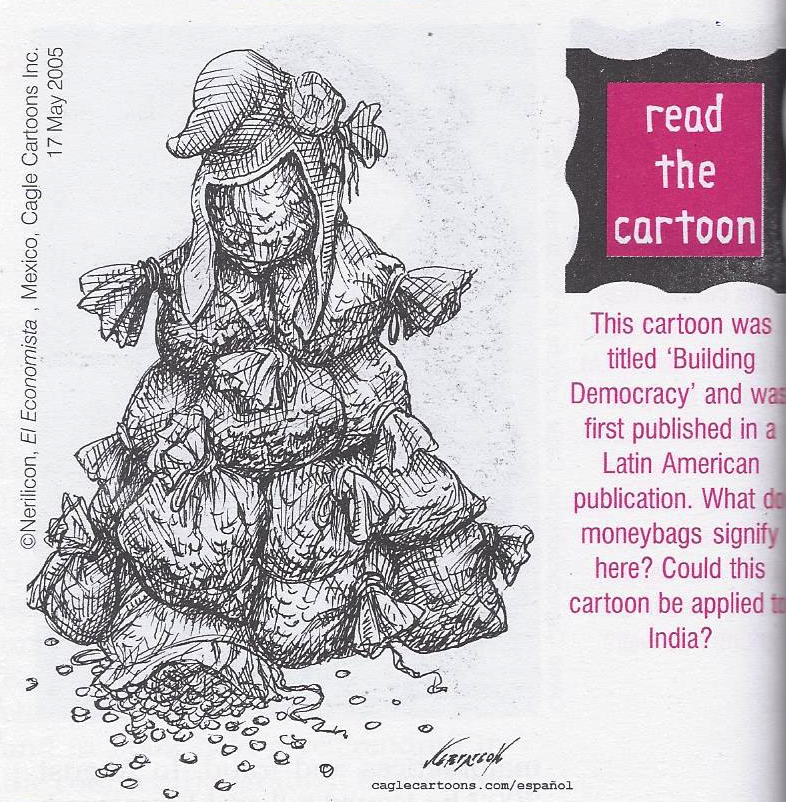 ©Nerilicon, El Economista , Mexico, Cagle Cartoons Inc.
17 May 2005
read
the
cartoon
This cartoon was
titled ‘Building
Democracy’ and was
first published in a
Latin American
publication. What do
moneybags signify
here? Could this
cartoon be applied to
India?
NERILICON
caglecartoons.com/español